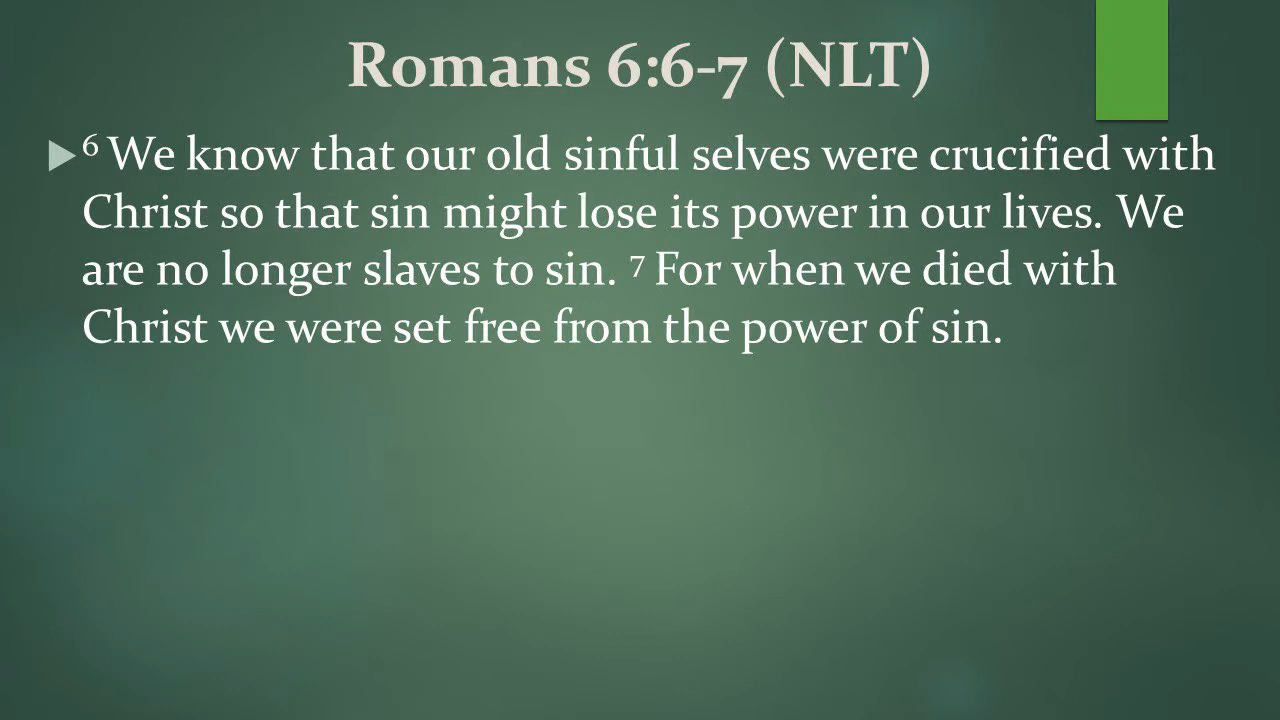 Romans 6:6-7 (NLT)
6 We know that our old sinful selves were crucified with
Christ so that sin might lose its power in our lives. We
are no longer slaves to sin. 7 For when we died with
Christ we were set free from the power of sin.